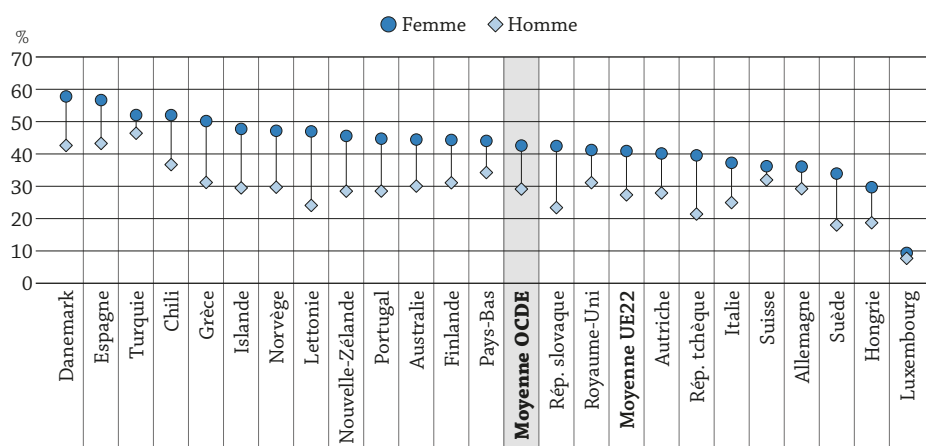 Femme Homme
%
70
60
50
40
30
20
10
0
Danemark
Espagne
Turquie
Chili
Grèce
Islande
Norvège
Lettonie
Nouvelle-Zélande
Portugal
Australie
Finlande
Pays-Bas
Moyenne OCDE
Rép. slovaque
Royaume-Uni
Moyenne UE22
Autriche
Rép. tchèque
Italie
Suisse
Allemagne
Suède
Hongrie
Luxembourg